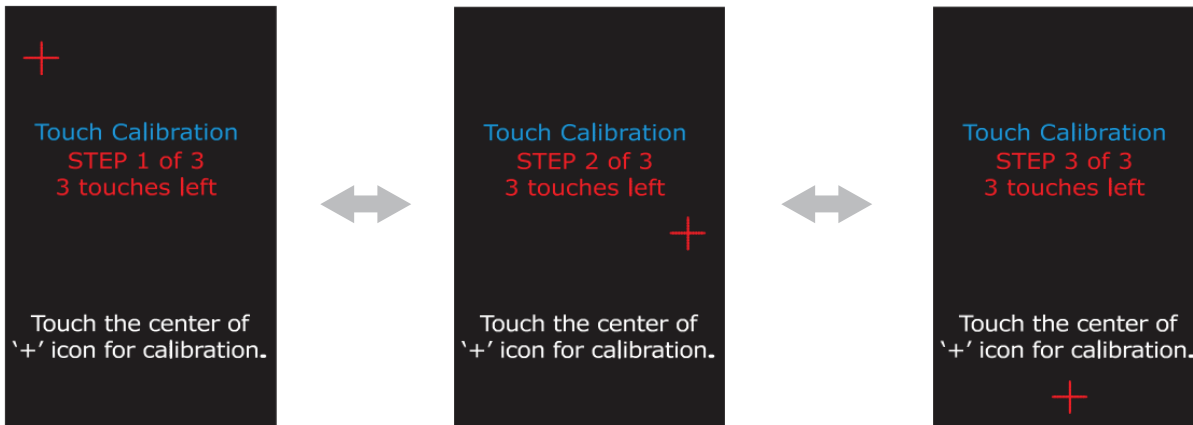 Touch Calibration
STEP 1 of 3
3 touches left
Touch the center of
‘+’ icon for calibration.
Touch Calibration
STEP 2 of 3
3 touches left
Touch the center of
‘+’ icon for calibration.
Touch Calibration
STEP 3 of 3
3 touches left
Touch the center of
‘+’ icon for calibration.